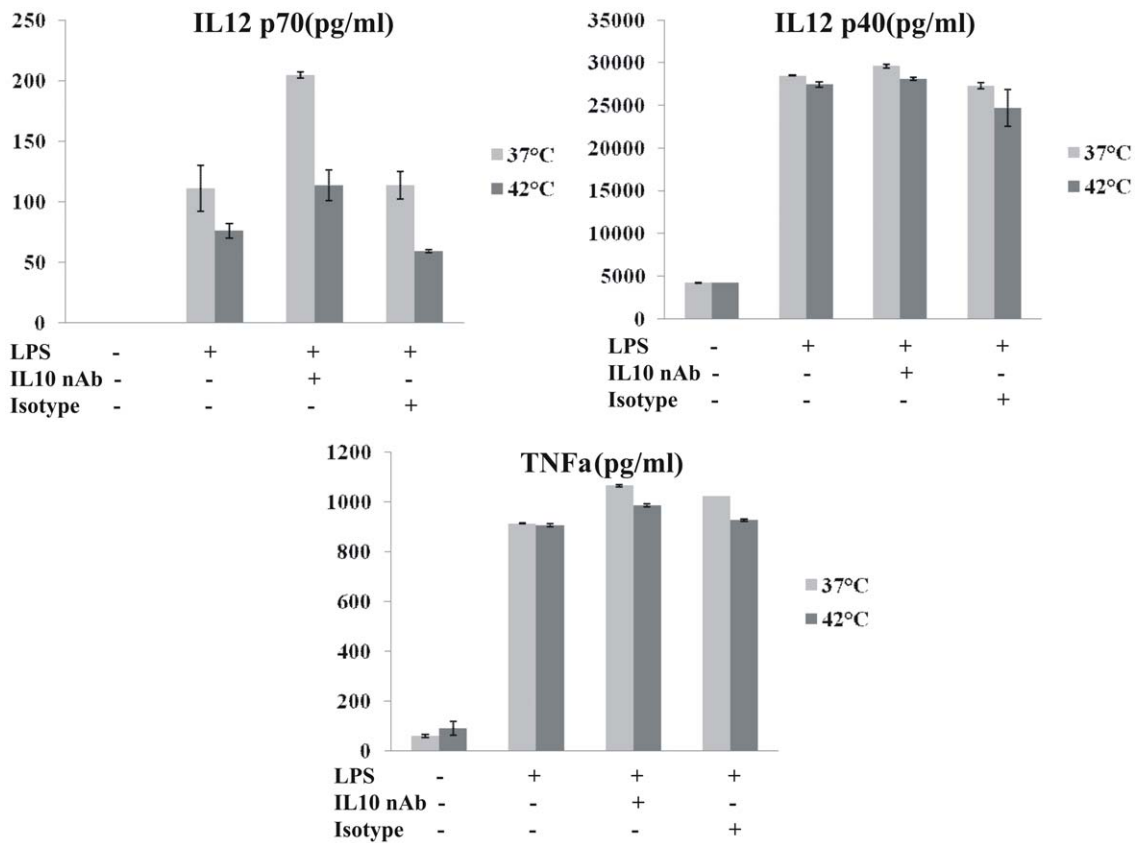 IL12 p70(pg/ml)
250
200
150
100
50
0
37°C
42°C
LPS - + + +
IL10 nAb - - + -
Isotype - - - +
IL12 p40(pg/ml)
35000
30000
25000
20000
15000
10000
5000
0
37°C
42°C
LPS - + + +
IL10 nAb - - + -
Isotype - - - +
TNFa(pg/ml)
1200
1000
800
600
400
200
0
37°C
42°C
LPS - + + +
IL10 nAb - - + -
Isotype - - - +